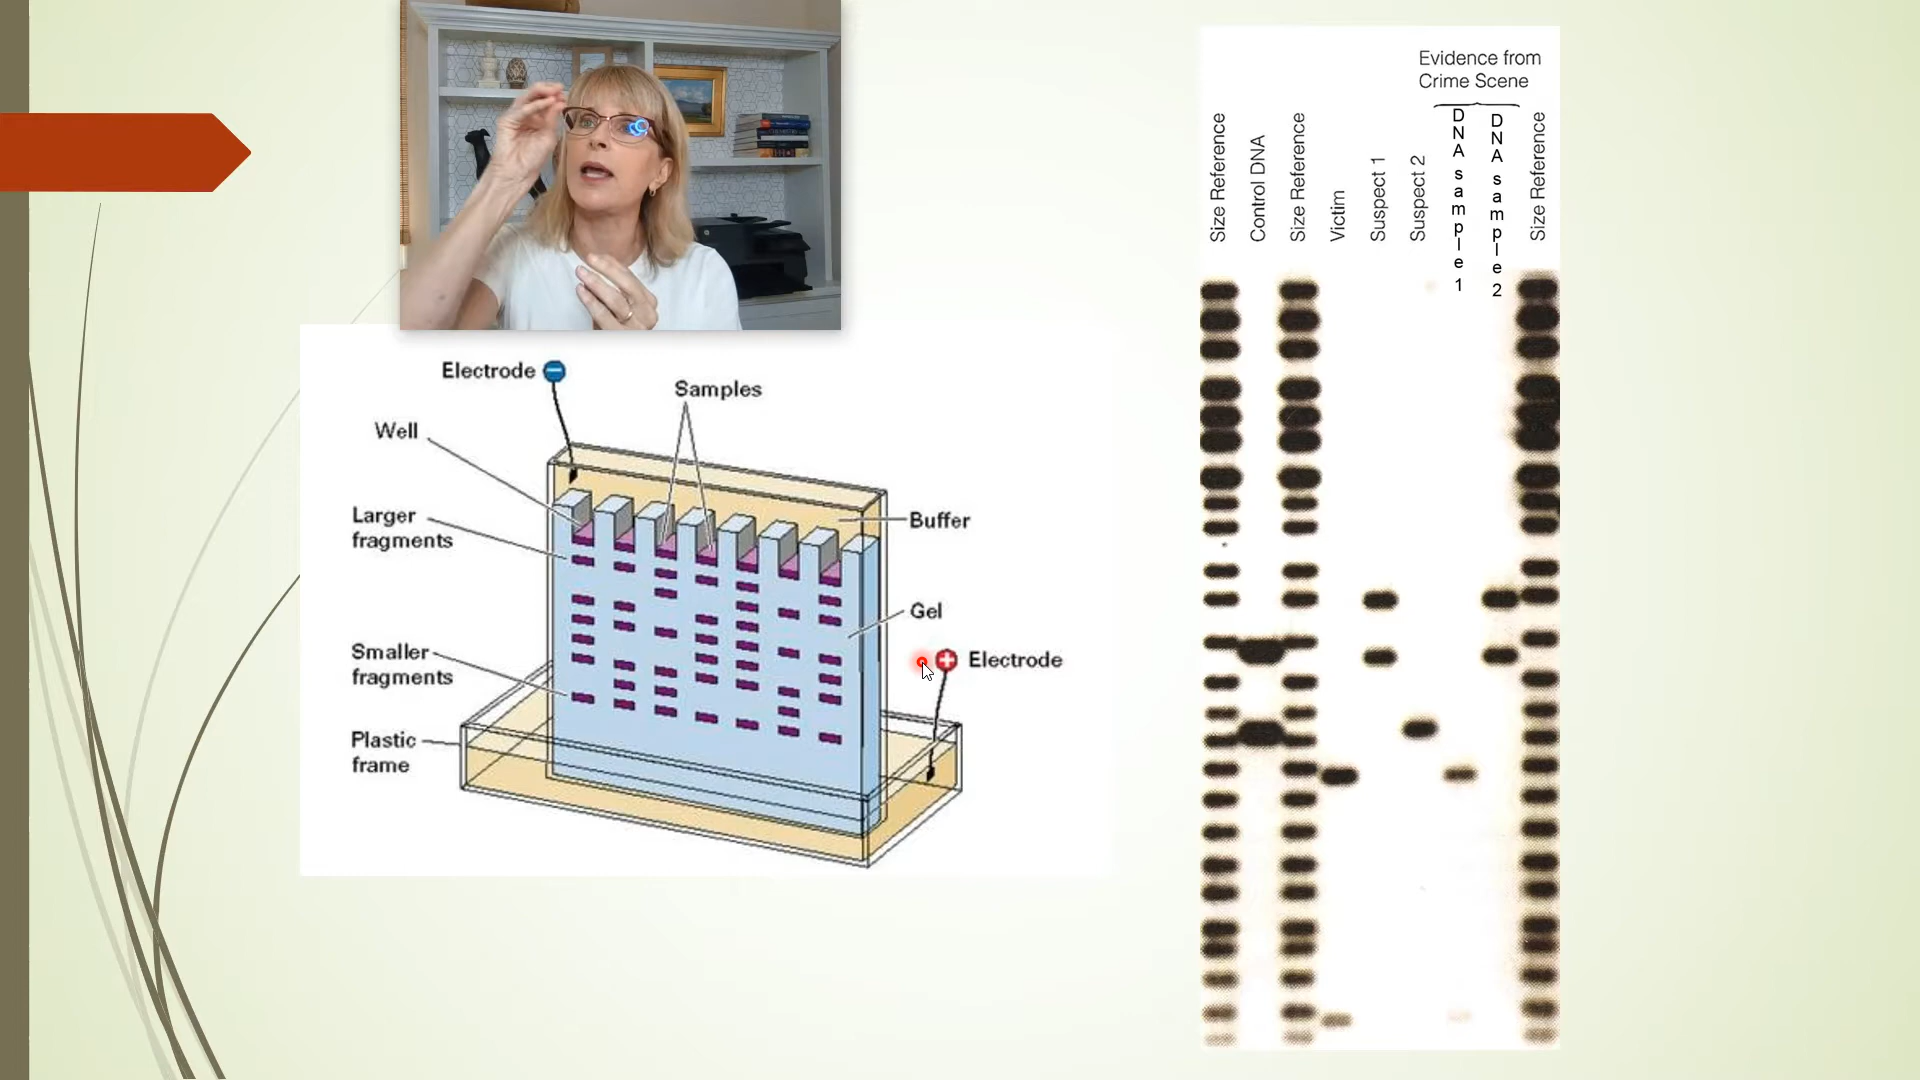 Electrode
Samples
Well
Larger
fragments
Buffer
Gel
Smaller
fragments
Electrode
Plastic
frame
Evidence from
Crime Scene
Size Reference
Control DNA
Size Reference
Victim
Suspect 1
Suspect 2
DNA sample 1
DNA sample 2
Size Reference